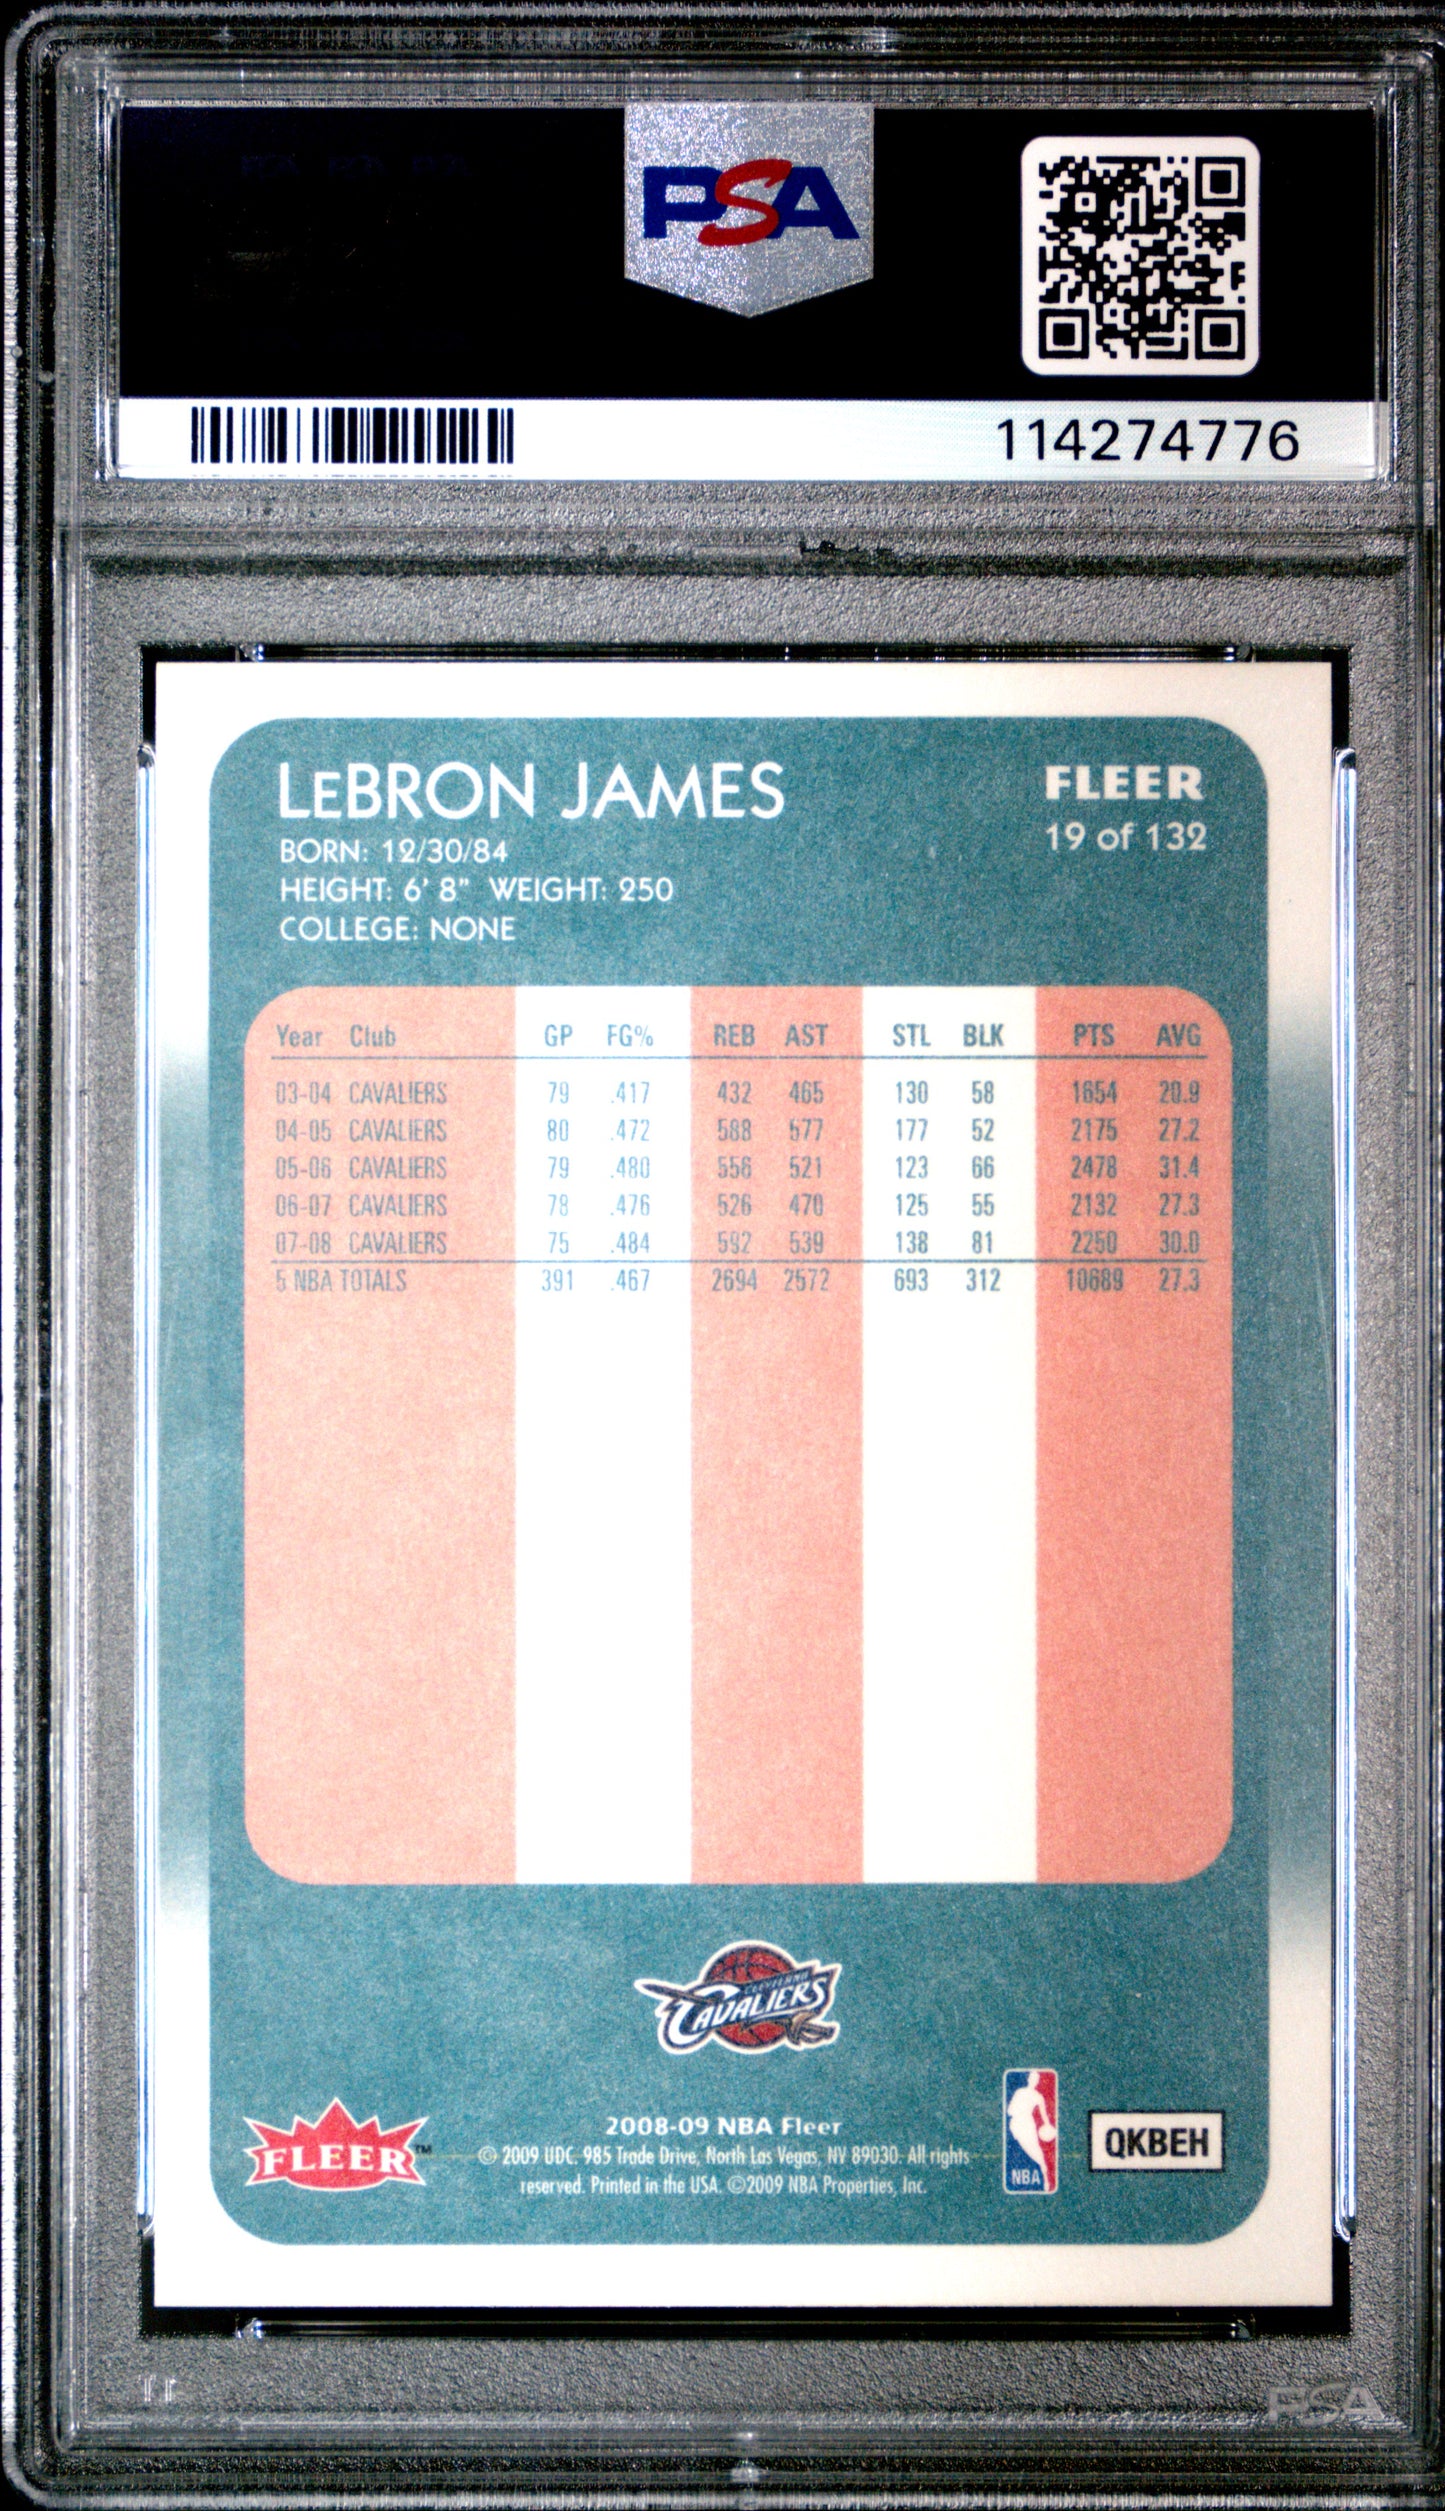 PSA
114274776
LeBRON JAMES
FLEER
BORN: 12/30/84
19 of 132
HEIGHT: 6' 8" WEIGHT: 250
COLLEGE: NONE
Year Club GP FG% REB AST STL BLK PTS AVG
03-04 CAVALIERS 79 .417 432 465 130 58 1654 20.9
04-05 CAVALIERS 80 .472 588 577 177 52 2175 27.2
05-06 CAVALIERS 79 .480 556 521 123 66 2478 31.4
06-07 CAVALIERS 78 .476 526 470 125 55 2132 27.3
07-08 CAVALIERS 75 .484 592 539 138 81 2250 30.0
5 NBA TOTALS 391 .467 2694 2572 693 312 10689 27.3
CLEVELAND
CAVALIERS
2008-09 NBA Fleer
FLEER™
© 2009 UDC. 985 Trade Drive, North Las Vegas, NV 89030. All rights
reserved. Printed in the USA. ©2009 NBA Properties, Inc.
NBA
QKBEH
PSA